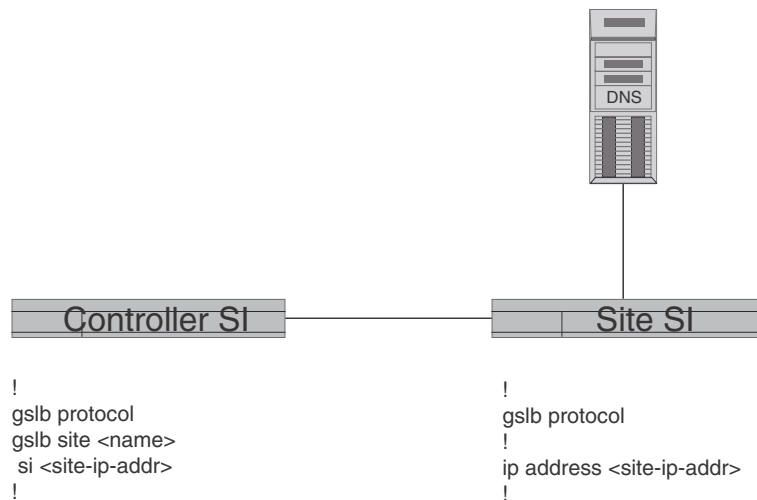 DNS
Controller SI
Site SI
!
gslb protocol
gslb site <name>
si <site-ip-addr>
!
!
gslb protocol
!
ip address <site-ip-addr>
!